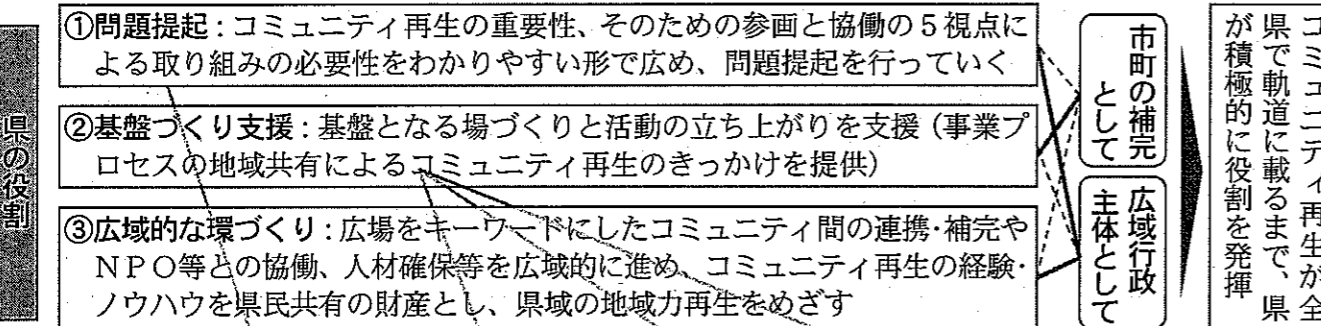 県の役割
①問題提起：コミュニティ再生の重要性、そのための参画と協働の５視点に
よる取り組みの必要性をわかりやすい形で広め、問題提起を行っていく
②基盤づくり支援：基盤となる場づくりと活動の立ち上がりを支援（事業プ
ロセスの地域共有によるコミュニティ再生のきっかけを提供）
③広域的な環づくり：広場をキーワードにしたコミュニティ間の連携・補完や
ＮＰＯ等との協働、人材確保等を広域的に進め、コミュニティ再生の経験・
ノウハウを県民共有の財産とし、県域の地域力再生をめざす
市町の補完
として
広域行政
主体として
コミュニティ再生が全
県で軌道に載るまで、県
が積極的に役割を発揮